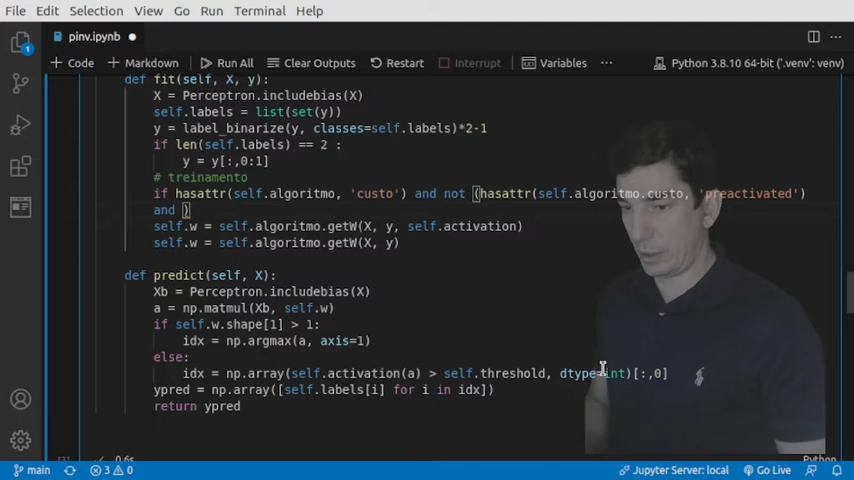 File Edit Selection View Go Run Terminal Help
pinv.ipynb
+ Code + Markdown Run All Clear Outputs Restart Interrupt Variables ··· Python 3.8.10 64-bit ('.venv': venv)
def fit(self, X, y):
X = Perceptron.includebias(X)
self.labels = list(set(y))
y = label_binarize(y, classes=self.labels)*2-1
if len(self.labels) == 2 :
y = y[:,0:1]
# treinamento
if hasattr(self.algoritmo, 'custo') and not (hasattr(self.algoritmo.custo, 'preactivated')
and )
self.w = self.algoritmo.getW(X, y, self.activation)
self.w = self.algoritmo.getW(X, y)
def predict(self, X):
Xb = Perceptron.includebias(X)
a = np.matmul(Xb, self.w)
if self.w.shape[1] > 1:
idx = np.argmax(a, axis=1)
else:
idx = np.array(self.activation(a) > self.threshold, dtype=int)[:,0]
ypred = np.array([self.labels[i] for i in idx])
return ypred
[3] 0.6s Python
main 3 0 Jupyter Server: local Go Live